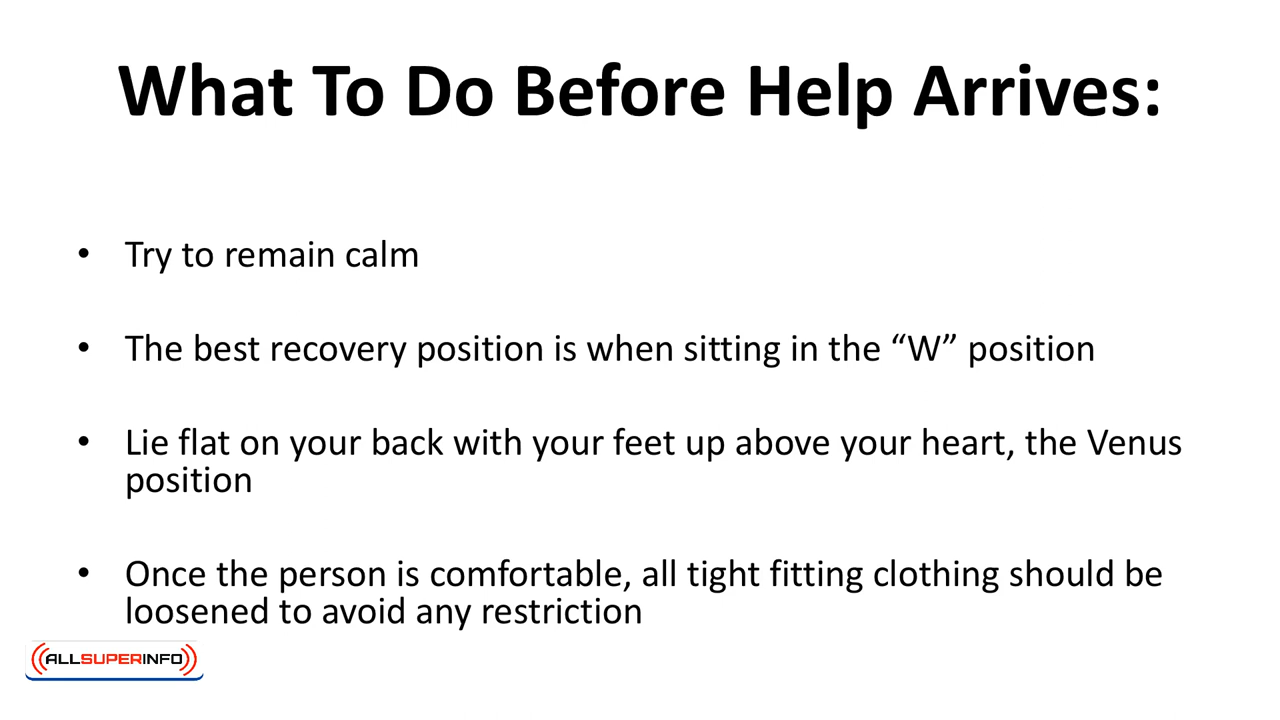 What To Do Before Help Arrives:
• Try to remain calm
• The best recovery position is when sitting in the “W” position
• Lie flat on your back with your feet up above your heart, the Venus
position
• Once the person is comfortable, all tight fitting clothing should be
loosened to avoid any restriction
ALLSUPERINFO